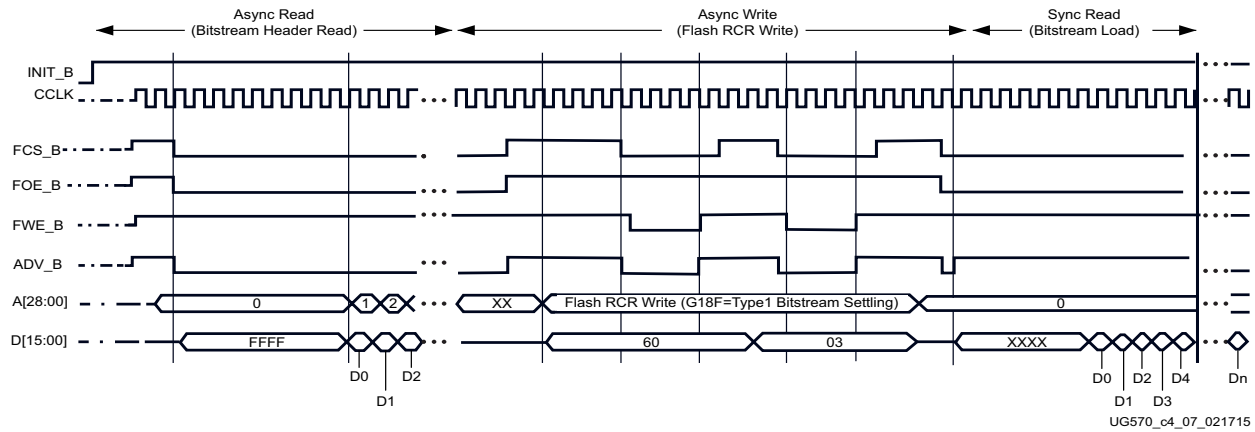 Async Read
(Bitstream Header Read)
Async Write
(Flash RCR Write)
Sync Read
(Bitstream Load)
INIT_B
CCLK
FCS_B
FOE_B
FWE_B
ADV_B
A[28:00]
0
1
2
XX
Flash RCR Write (G18F=Type1 Bitstream Settling)
0
D[15:00]
FFFF
60
03
XXXX
D0
D2
D0
D2
D4
Dn
D1
D1
D3
UG570_c4_07_021715